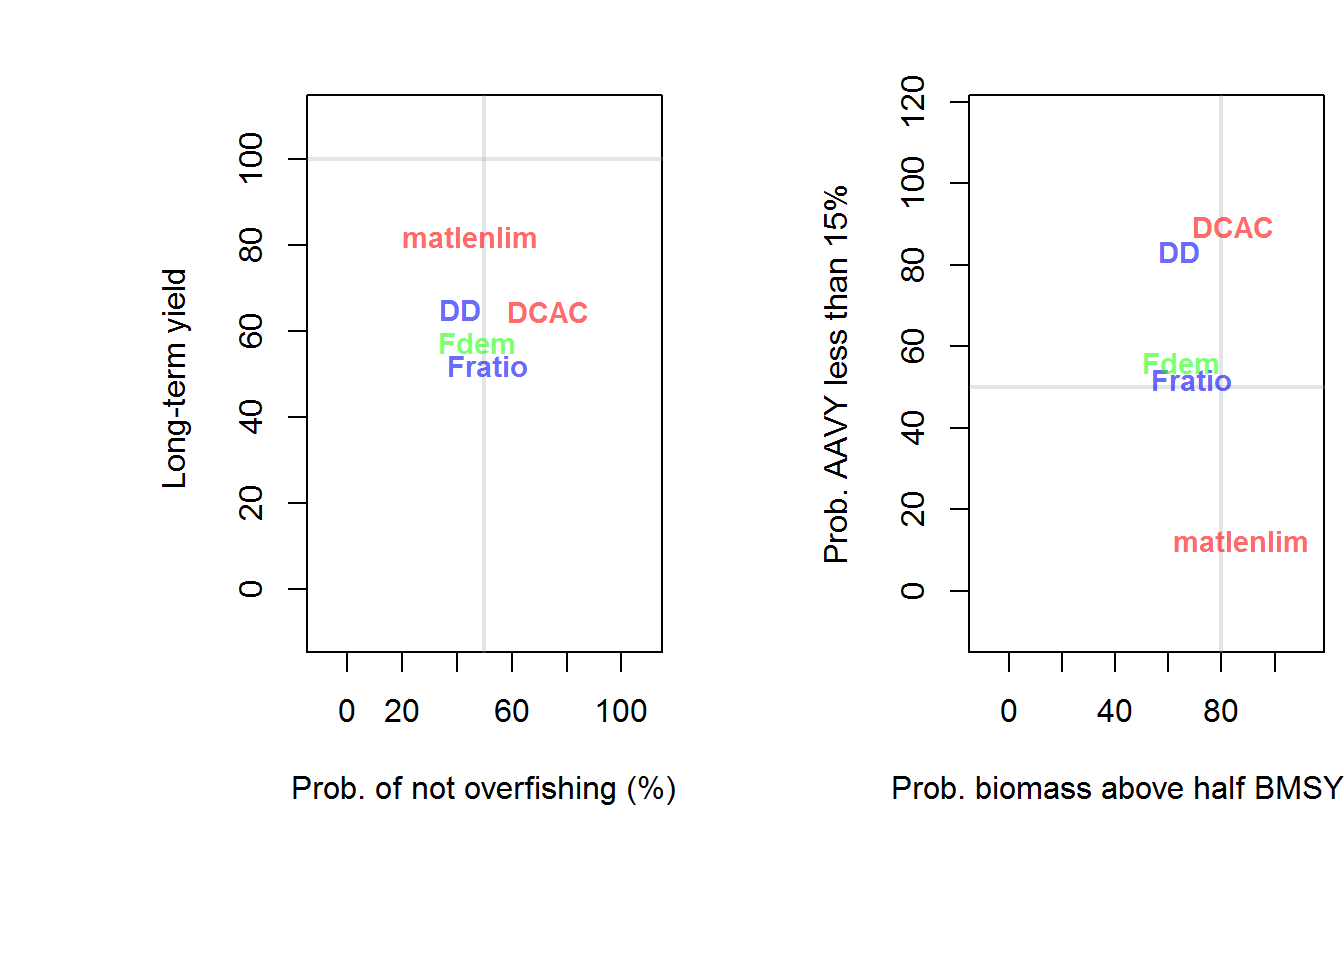 Long-term yield
100
80
60
40
20
0
matlenlim
DD
DCAC
Fdem
Fratio
0 20 60 100
Prob. of not overfishing (%)
Prob. AAVY less than 15%
120
100
80
60
40
20
0
DCAC
DD
Fdem
Fratio
matlenlim
0 40 80
Prob. biomass above half BMSY